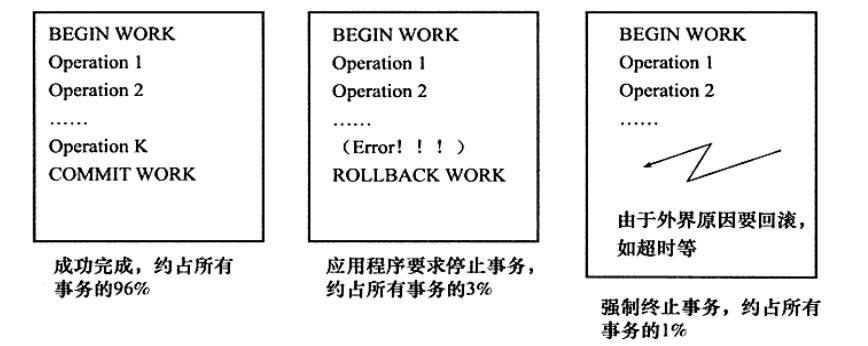 BEGIN WORK
Operation 1
Operation 2
……
Operation K
COMMIT WORK
成功完成，约占所有
事务的96%
BEGIN WORK
Operation 1
Operation 2
……
（Error！！！）
ROLLBACK WORK
应用程序要求停止事务，
约占所有事务的3%
BEGIN WORK
Operation 1
Operation 2
……
由于外界原因要回滚，
如超时等
强制终止事务，约占所有
事务的1%